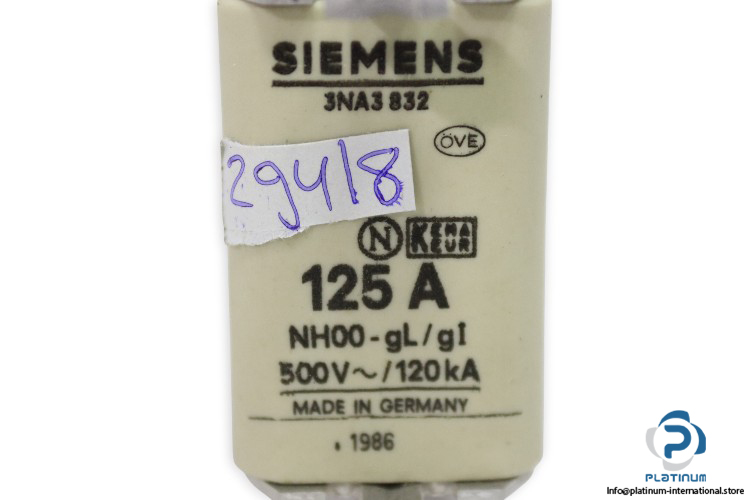 SIEMENS
3NA3 832
ÖVE
29418
N
KEMA
KEUR
125 A
NH00-gL/gI
500V~/120kA
MADE IN GERMANY
. 1986
P
PLATINUM
Info@platinum-international.store